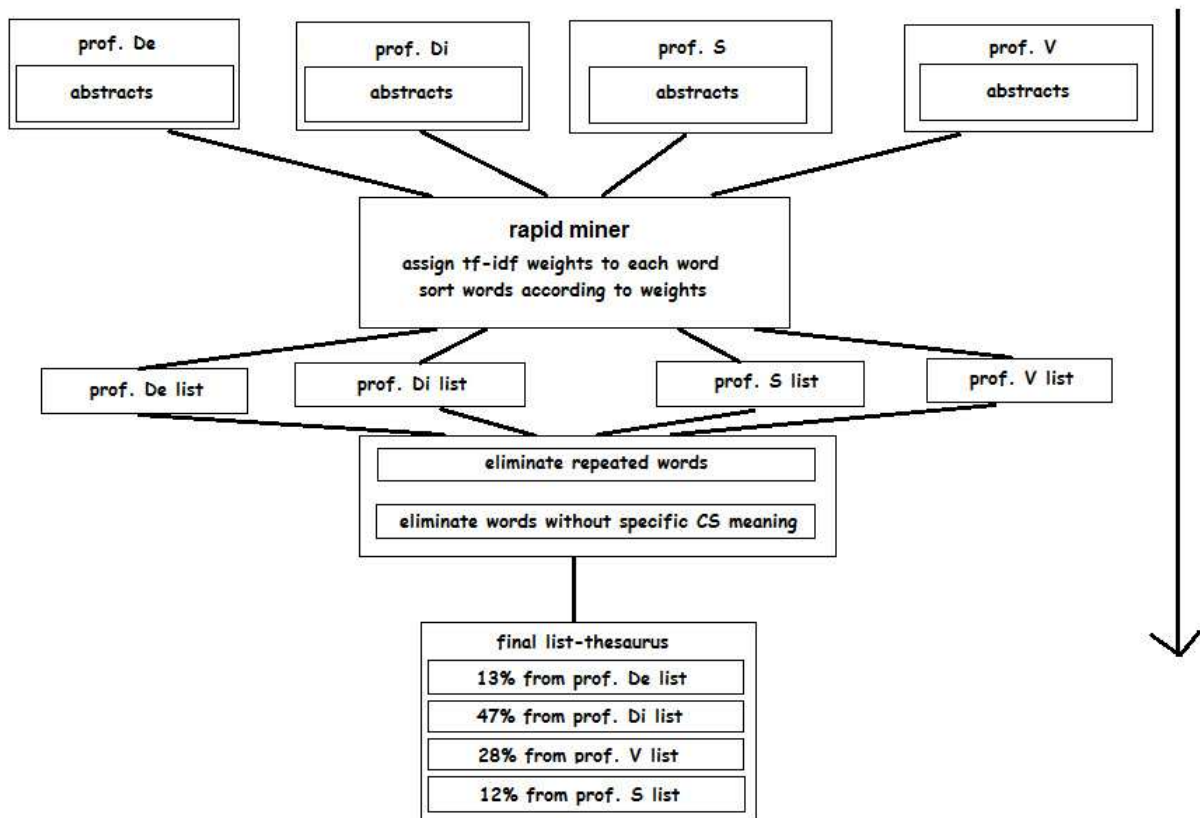 prof. De
abstracts
prof. Di
abstracts
prof. S
abstracts
prof. V
abstracts
rapid miner
assign tf-idf weights to each word
sort words according to weights
prof. De list
prof. Di list
prof. S list
prof. V list
eliminate repeated words
eliminate words without specific CS meaning
final list-thesaurus
13% from prof. De list
47% from prof. Di list
28% from prof. V list
12% from prof. S list